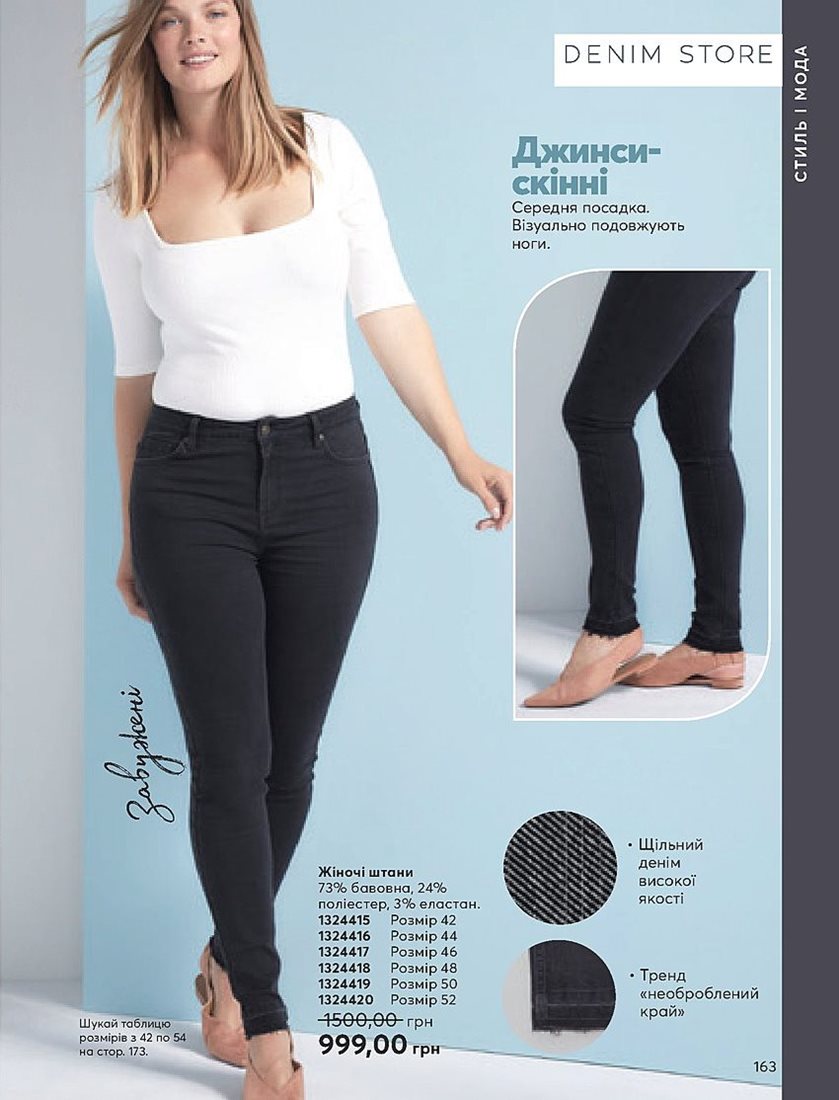 DENIM STORE
СТИЛЬ І МОДА
Джинси-
скінні
Середня посадка.
Візуально подовжують
ноги.
Завужені
Жіночі штани
73% бавовна, 24%
поліестер, 3% еластан.
1324415 Розмір 42
1324416 Розмір 44
1324417 Розмір 46
1324418 Розмір 48
1324419 Розмір 50
1324420 Розмір 52
1500,00 грн
999,00 грн
• Щільний
денім
високої
якості
• Тренд
«необроблений
край»
Шукай таблицю
розмірів з 42 по 54
на стор. 173.
163